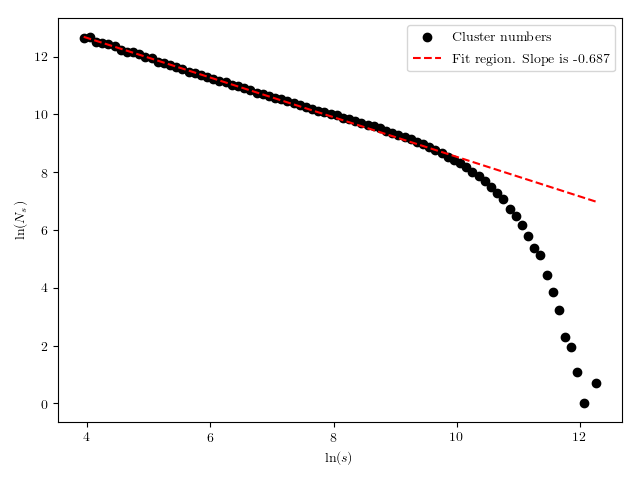 Cluster numbers
Fit region. Slope is -0.687
12
10
8
6
4
2
0
ln(N_s)
4 6 8 10 12
ln(s)